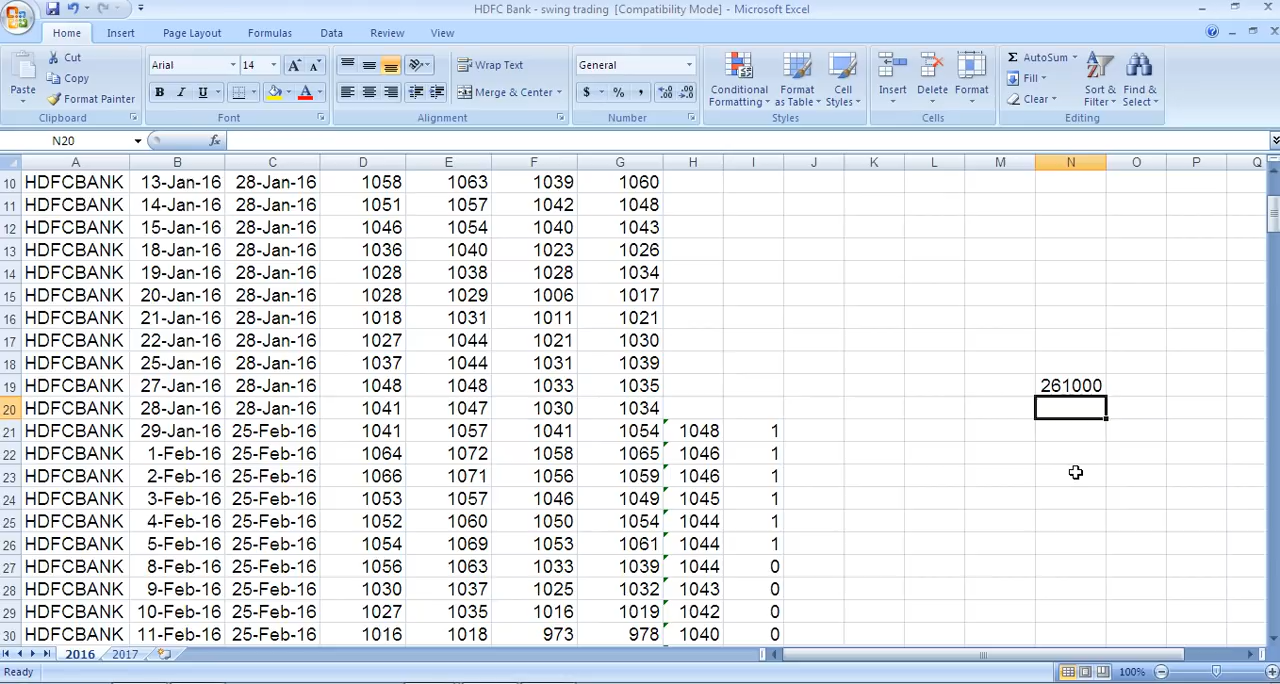 HDFC Bank - swing trading [Compatibility Mode] - Microsoft Excel
Home Insert Page Layout Formulas Data Review View
Paste Cut Copy Format Painter Clipboard
Arial 14 A A B I U A Font
Wrap Text Merge & Center Alignment
General $ % , .0 .00 .00 .0 Number
Conditional Formatting Format as Table Cell Styles Styles
Insert Delete Format Cells
Σ AutoSum Fill Clear Sort & Filter Find & Select Editing
N20 fx
A B C D E F G H I J K L M N O P Q
10 HDFCBANK 13-Jan-16 28-Jan-16 1058 1063 1039 1060
11 HDFCBANK 14-Jan-16 28-Jan-16 1051 1057 1042 1048
12 HDFCBANK 15-Jan-16 28-Jan-16 1046 1054 1040 1043
13 HDFCBANK 18-Jan-16 28-Jan-16 1036 1040 1023 1026
14 HDFCBANK 19-Jan-16 28-Jan-16 1028 1038 1028 1034
15 HDFCBANK 20-Jan-16 28-Jan-16 1028 1029 1006 1017
16 HDFCBANK 21-Jan-16 28-Jan-16 1018 1031 1011 1021
17 HDFCBANK 22-Jan-16 28-Jan-16 1027 1044 1021 1030
18 HDFCBANK 25-Jan-16 28-Jan-16 1037 1044 1031 1039
19 HDFCBANK 27-Jan-16 28-Jan-16 1048 1048 1033 1035 261000
20 HDFCBANK 28-Jan-16 28-Jan-16 1041 1047 1030 1034
21 HDFCBANK 29-Jan-16 25-Feb-16 1041 1057 1041 1054 1048 1
22 HDFCBANK 1-Feb-16 25-Feb-16 1064 1072 1058 1065 1046 1
23 HDFCBANK 2-Feb-16 25-Feb-16 1066 1071 1056 1059 1046 1
24 HDFCBANK 3-Feb-16 25-Feb-16 1053 1057 1046 1049 1045 1
25 HDFCBANK 4-Feb-16 25-Feb-16 1052 1060 1050 1054 1044 1
26 HDFCBANK 5-Feb-16 25-Feb-16 1054 1069 1053 1061 1044 1
27 HDFCBANK 8-Feb-16 25-Feb-16 1056 1063 1033 1039 1044 0
28 HDFCBANK 9-Feb-16 25-Feb-16 1030 1037 1025 1032 1043 0
29 HDFCBANK 10-Feb-16 25-Feb-16 1027 1035 1016 1019 1042 0
30 HDFCBANK 11-Feb-16 25-Feb-16 1016 1018 973 978 1040 0
2016 2017
Ready 100%